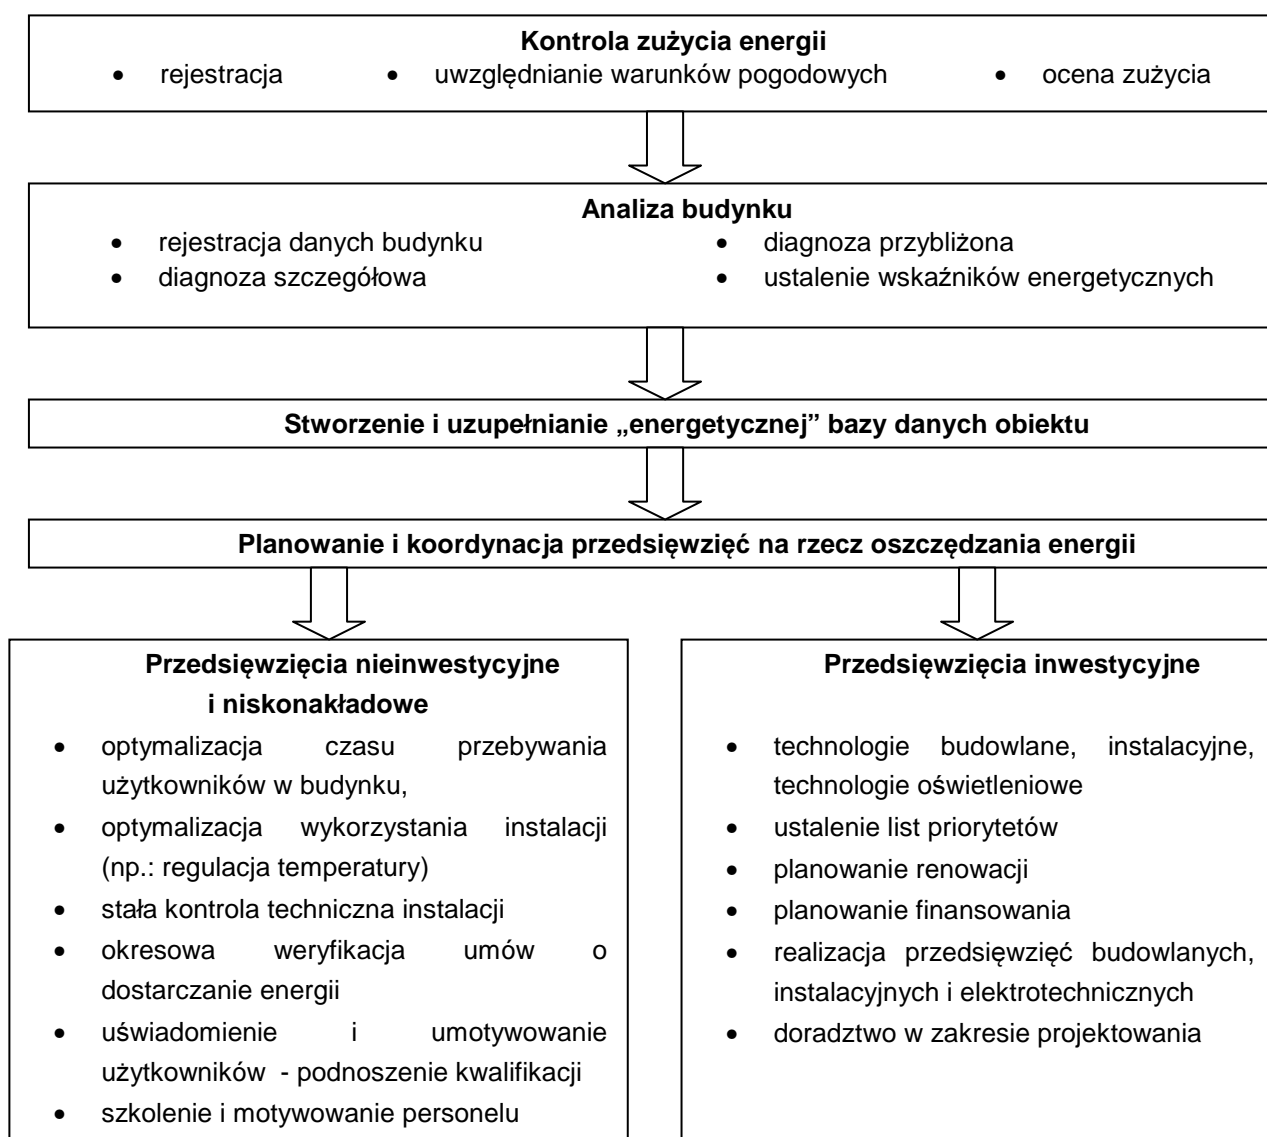 Kontrola zużycia energii
• rejestracja • uwzględnianie warunków pogodowych • ocena zużycia
Analiza budynku
• rejestracja danych budynku • diagnoza przybliżona
• diagnoza szczegółowa • ustalenie wskaźników energetycznych
Stworzenie i uzupełnianie „energetycznej” bazy danych obiektu
Planowanie i koordynacja przedsięwzięć na rzecz oszczędzania energii
Przedsięwzięcia nieinwestycyjne
i niskonakładowe
• optymalizacja czasu przebywania
użytkowników w budynku,
• optymalizacja wykorzystania instalacji
(np.: regulacja temperatury)
• stała kontrola techniczna instalacji
• okresowa weryfikacja umów o
dostarczanie energii
• uświadomienie i umotywowanie
użytkowników - podnoszenie kwalifikacji
• szkolenie i motywowanie personelu
Przedsięwzięcia inwestycyjne
• technologie budowlane, instalacyjne,
technologie oświetleniowe
• ustalenie list priorytetów
• planowanie renowacji
• planowanie finansowania
• realizacja przedsięwzięć budowlanych,
instalacyjnych i elektrotechnicznych
• doradztwo w zakresie projektowania